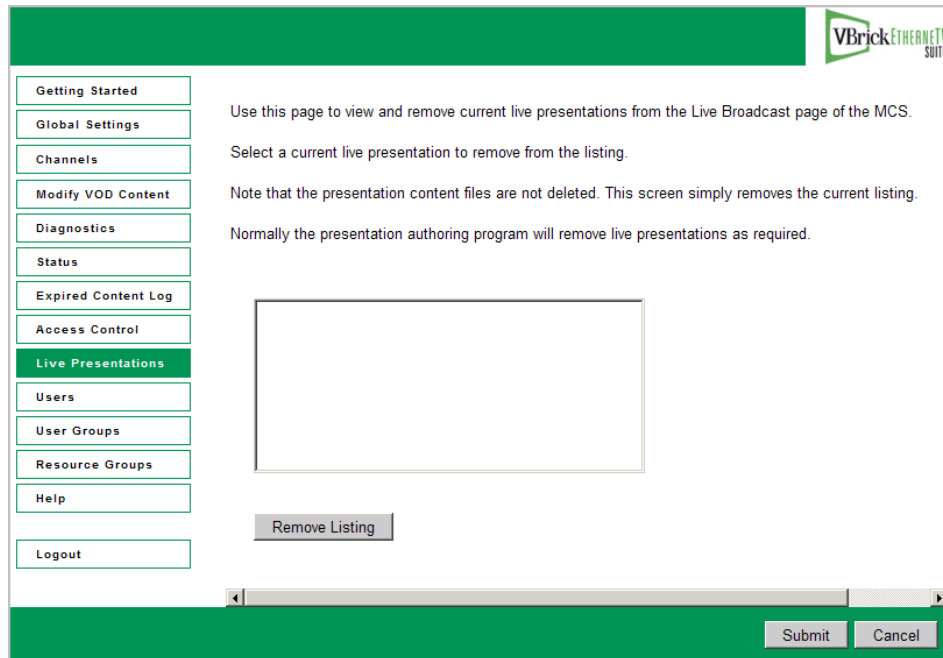 VBrick ETHERNETV
SUITE
Getting Started
Global Settings
Channels
Modify VOD Content
Diagnostics
Status
Expired Content Log
Access Control
Live Presentations
Users
User Groups
Resource Groups
Help
Logout
Use this page to view and remove current live presentations from the Live Broadcast page of the MCS.
Select a current live presentation to remove from the listing.
Note that the presentation content files are not deleted. This screen simply removes the current listing.
Normally the presentation authoring program will remove live presentations as required.
Remove Listing
Submit
Cancel